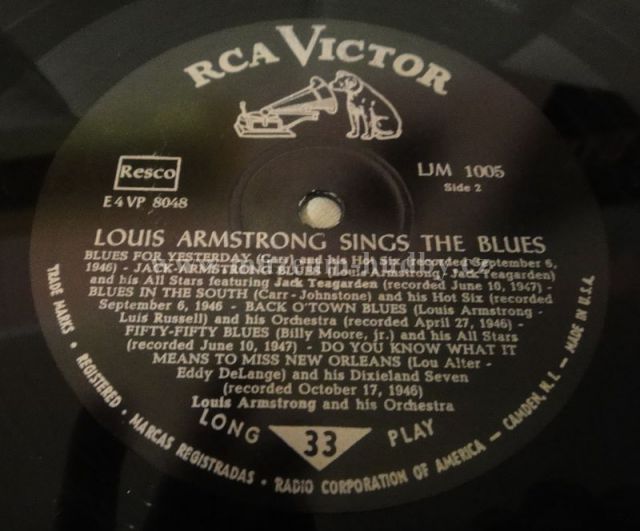 RCA VICTOR
Resco
E4VP 8048
LJM 1005
Side 2
LOUIS ARMSTRONG SINGS THE BLUES
BLUES FOR YESTERDAY and his Hot Six (recorded September 6,
1946) - JACK-ARMSTRONG BLUES Armstrong - Jack Teagarden)
and his All Stars featuring Jack Teagarden (recorded June 10, 1947) -
BLUES IN THE SOUTH (Carr - Johnstone) and his Hot Six (recorded
September 6, 1946 - BACK O'TOWN BLUES (Louis Armstrong -
Luis Russell) and his Orchestra (recorded April 27, 1946) -
FIFTY-FIFTY BLUES (Billy Moore, jr.) and his All Stars
(recorded June 10, 1947) - DO YOU KNOW WHAT IT
MEANS TO MISS NEW ORLEANS (Lou Alter -
Eddy DeLange) and his Dixieland Seven
(recorded October 17, 1946)
Louis Armstrong and his Orchestra
LONG 33 PLAY
TRADE MARKS • REGISTERED • MARCAS REGISTRADAS • RADIO CORPORATION OF AMERICA — CAMDEN, N. J. — MADE IN U.S.A.